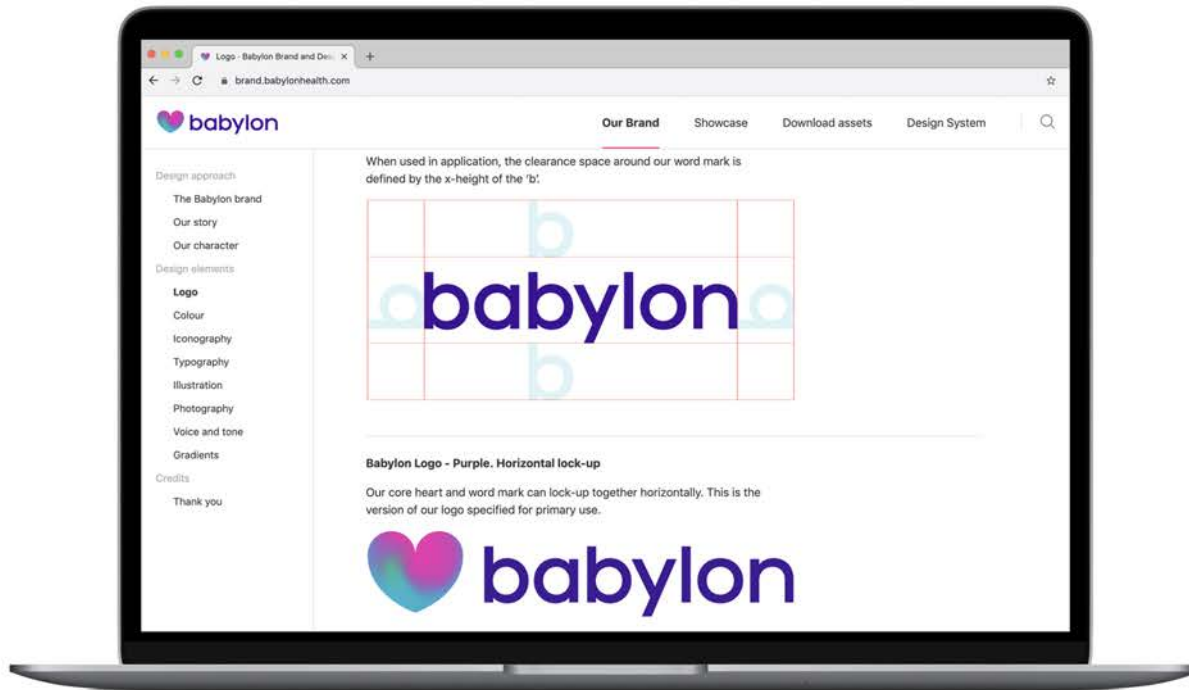 Logo - Babylon Brand and Des
brand.babylonhealth.com
babylon
Our Brand
Showcase
Download assets
Design System
Design approach
The Babylon brand
Our story
Our character
Design elements
Logo
Colour
Iconography
Typography
Illustration
Photography
Voice and tone
Gradients
Credits
Thank you
When used in application, the clearance space around our word mark is
defined by the x-height of the ‘b’.
b
b babylon b
b
Babylon Logo - Purple. Horizontal lock-up
Our core heart and word mark can lock-up together horizontally. This is the
version of our logo specified for primary use.
babylon